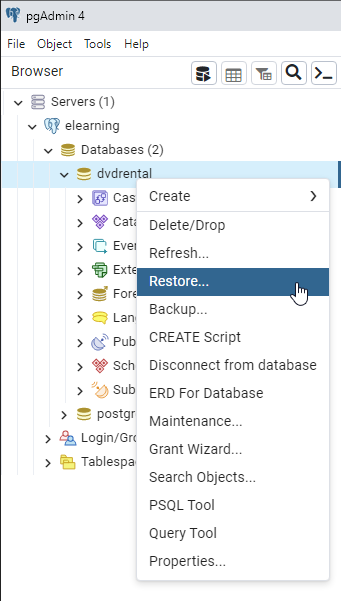 pgAdmin 4
File Object Tools Help
Browser
Servers (1)
elearning
Databases (2)
dvdrental
Cas
Create
Cata
Delete/Drop
Even
Refresh...
Exte
Restore...
Fore
Backup...
Lang
CREATE Script
Pub
Disconnect from database
Sche
ERD For Database
Sub
Maintenance...
postgr
Login/Gro
Grant Wizard...
Tablespa
Search Objects...
PSQL Tool
Query Tool
Properties...